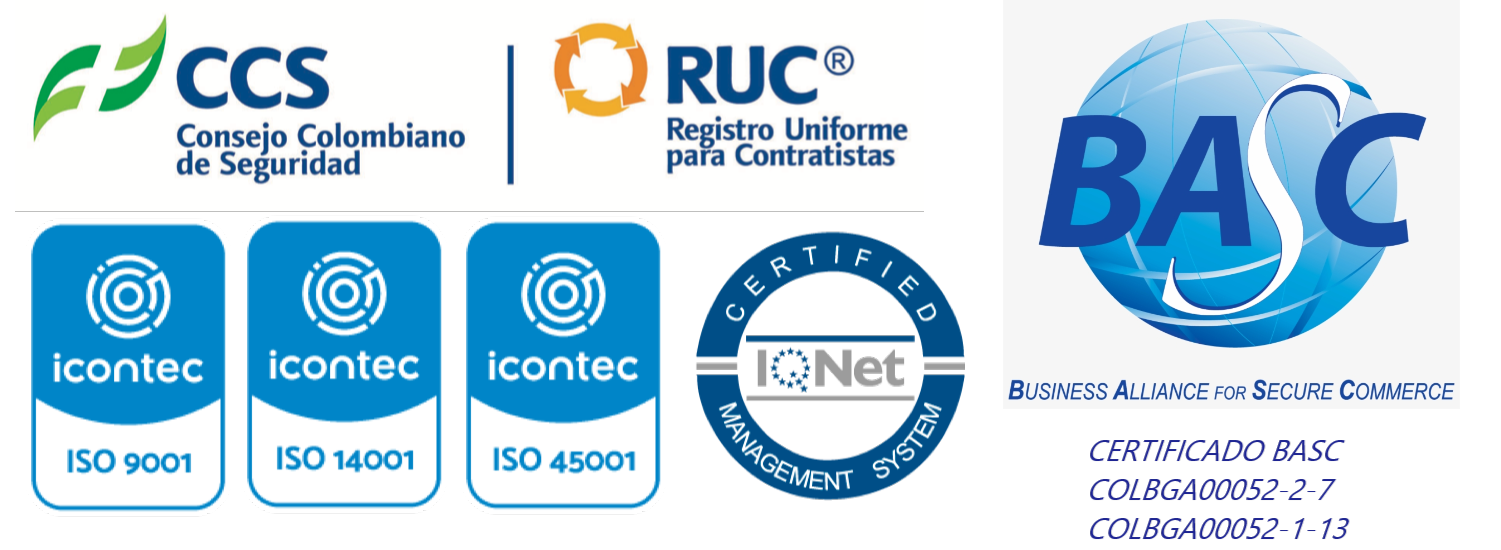 CCS
Consejo Colombiano
de Seguridad
RUC®
Registro Uniforme
para Contratistas
icontec
ISO 9001
icontec
ISO 14001
icontec
ISO 45001
CERTIFIED
IQNet
MANAGEMENT SYSTEM
BASC
BUSINESS ALLIANCE FOR SECURE COMMERCE
CERTIFICADO BASC
COLBGA00052-2-7
COLBGA00052-1-13